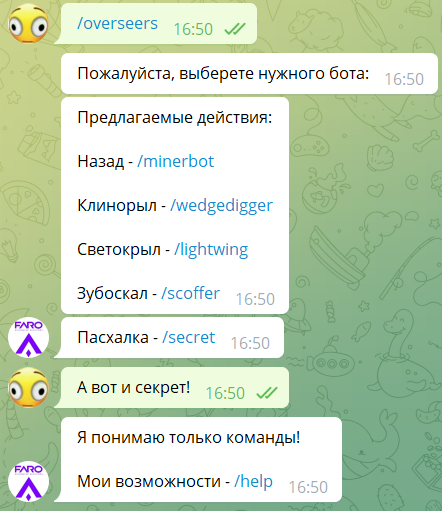 /overseers 16:50
Пожалуйста, выберете нужного бота: 16:50
Предлагаемые действия:
Назад - /minerbot
Клинорыл - /wedgedigger
Светокрыл - /lightwing
Зубоскал - /scoffer 16:50
FARO
Пасхалка - /secret 16:50
А вот и секрет! 16:50
Я понимаю только команды!
FARO
Мои возможности - /help 16:50